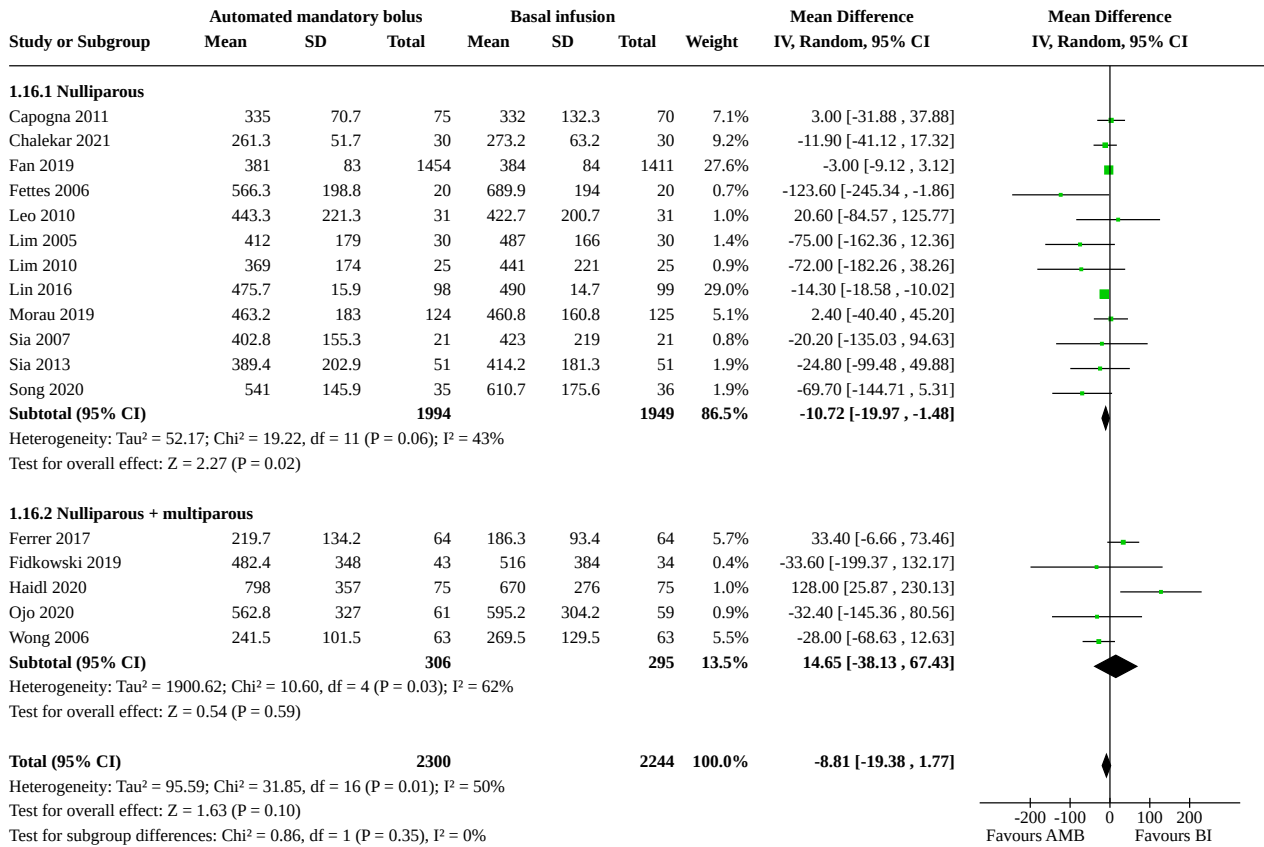 Automated mandatory bolus Basal infusion Mean Difference Mean Difference
Study or Subgroup Mean SD Total Mean SD Total Weight IV, Random, 95% CI IV, Random, 95% CI
1.16.1 Nulliparous
Capogna 2011 335 70.7 75 332 132.3 70 7.1% 3.00 [-31.88 , 37.88]
Chalekar 2021 261.3 51.7 30 273.2 63.2 30 9.2% -11.90 [-41.12 , 17.32]
Fan 2019 381 83 1454 384 84 1411 27.6% -3.00 [-9.12 , 3.12]
Fettes 2006 566.3 198.8 20 689.9 194 20 0.7% -123.60 [-245.34 , -1.86]
Leo 2010 443.3 221.3 31 422.7 200.7 31 1.0% 20.60 [-84.57 , 125.77]
Lim 2005 412 179 30 487 166 30 1.4% -75.00 [-162.36 , 12.36]
Lim 2010 369 174 25 441 221 25 0.9% -72.00 [-182.26 , 38.26]
Lin 2016 475.7 15.9 98 490 14.7 99 29.0% -14.30 [-18.58 , -10.02]
Morau 2019 463.2 183 124 460.8 160.8 125 5.1% 2.40 [-40.40 , 45.20]
Sia 2007 402.8 155.3 21 423 219 21 0.8% -20.20 [-135.03 , 94.63]
Sia 2013 389.4 202.9 51 414.2 181.3 51 1.9% -24.80 [-99.48 , 49.88]
Song 2020 541 145.9 35 610.7 175.6 36 1.9% -69.70 [-144.71 , 5.31]
Subtotal (95% CI) 1994 1949 86.5% -10.72 [-19.97 , -1.48]
Heterogeneity: Tau² = 52.17; Chi² = 19.22, df = 11 (P = 0.06); I² = 43%
Test for overall effect: Z = 2.27 (P = 0.02)
1.16.2 Nulliparous + multiparous
Ferrer 2017 219.7 134.2 64 186.3 93.4 64 5.7% 33.40 [-6.66 , 73.46]
Fidkowski 2019 482.4 348 43 516 384 34 0.4% -33.60 [-199.37 , 132.17]
Haidl 2020 798 357 75 670 276 75 1.0% 128.00 [25.87 , 230.13]
Ojo 2020 562.8 327 61 595.2 304.2 59 0.9% -32.40 [-145.36 , 80.56]
Wong 2006 241.5 101.5 63 269.5 129.5 63 5.5% -28.00 [-68.63 , 12.63]
Subtotal (95% CI) 306 295 13.5% 14.65 [-38.13 , 67.43]
Heterogeneity: Tau² = 1900.62; Chi² = 10.60, df = 4 (P = 0.03); I² = 62%
Test for overall effect: Z = 0.54 (P = 0.59)
Total (95% CI) 2300 2244 100.0% -8.81 [-19.38 , 1.77]
Heterogeneity: Tau² = 95.59; Chi² = 31.85, df = 16 (P = 0.01); I² = 50%
Test for overall effect: Z = 1.63 (P = 0.10)
Test for subgroup differences: Chi² = 0.86, df = 1 (P = 0.35), I² = 0%
-200 -100 0 100 200
Favours AMB Favours BI